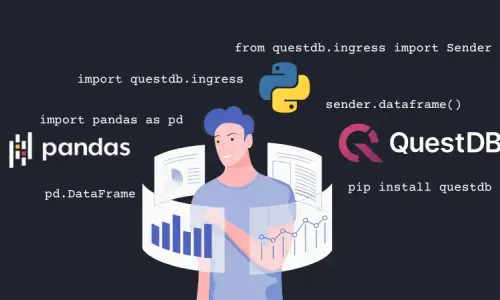 from questdb.ingress import Sender
import questdb.ingress
sender.dataframe()
import pandas as pd
pandas
QuestDB
pd.DataFrame
pip install questdb